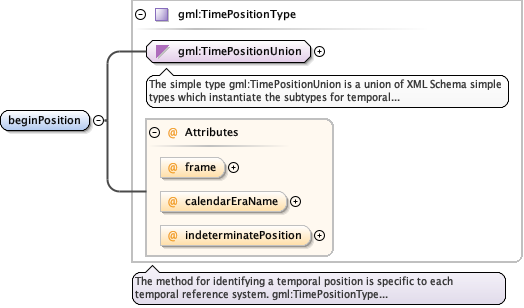 gml:TimePositionType
gml:TimePositionUnion
The simple type gml:TimePositionUnion is a union of XML Schema simple
types which instantiate the subtypes for temporal...
beginPosition
@ Attributes
@ frame
@ calendarEraName
@ indeterminatePosition
The method for identifying a temporal position is specific to each
temporal reference system. gml:TimePositionType...